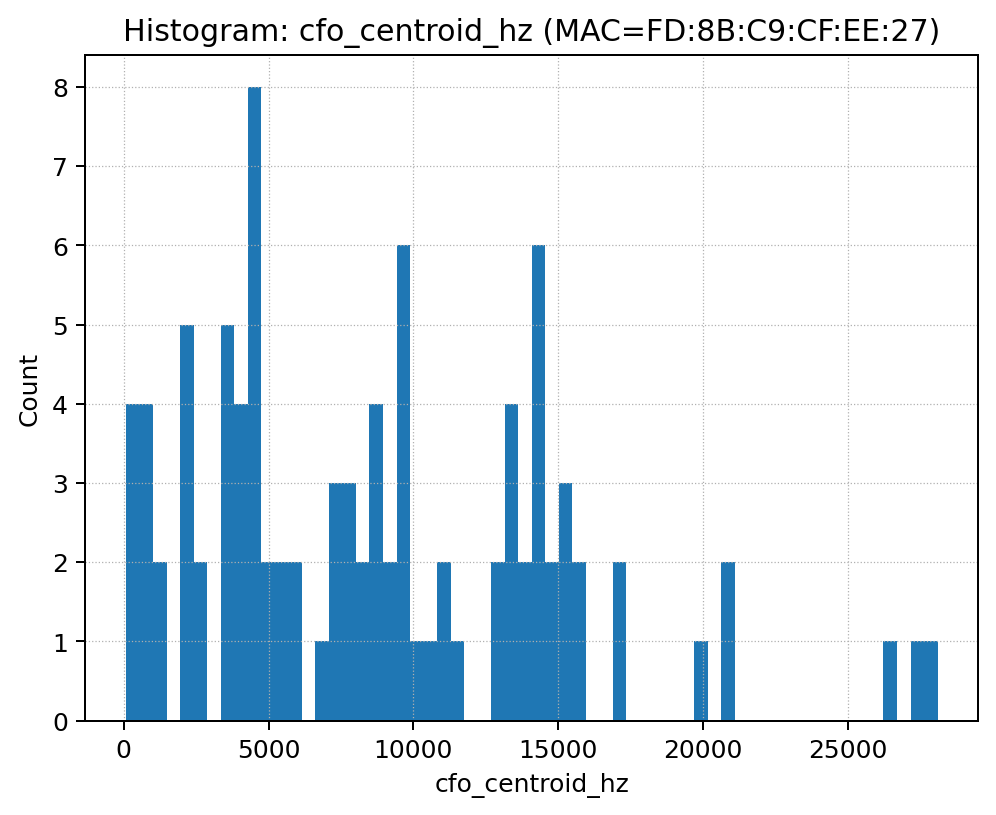 Histogram: cfo_centroid_hz (MAC=FD:8B:C9:CF:EE:27)
8
7
6
5
4
3
2
1
0
Count
0 5000 10000 15000 20000 25000
cfo_centroid_hz